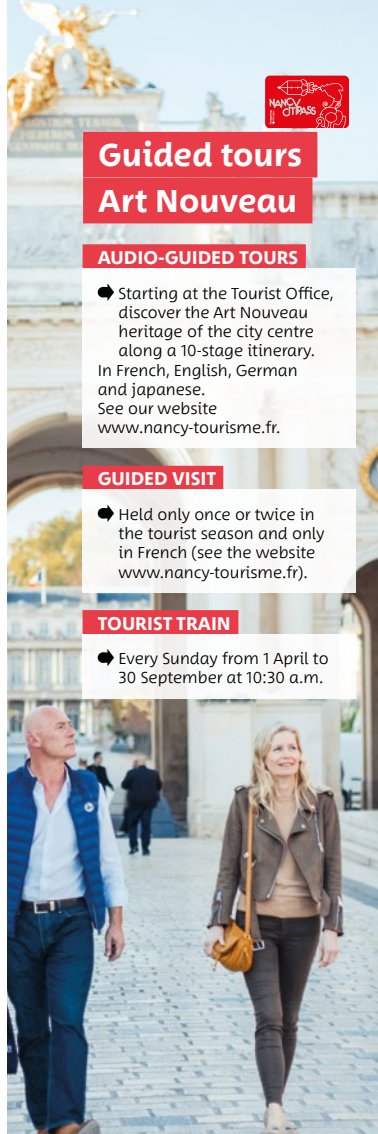 NANCY
CITIPASS
Guided tours
Art Nouveau
AUDIO-GUIDED TOURS
Starting at the Tourist Office,
discover the Art Nouveau
heritage of the city centre
along a 10-stage itinerary.
In French, English, German
and japanese.
See our website
www.nancy-tourisme.fr.
GUIDED VISIT
Held only once or twice in
the tourist season and only
in French (see the website
www.nancy-tourisme.fr).
TOURIST TRAIN
Every Sunday from 1 April to
30 September at 10:30 a.m.